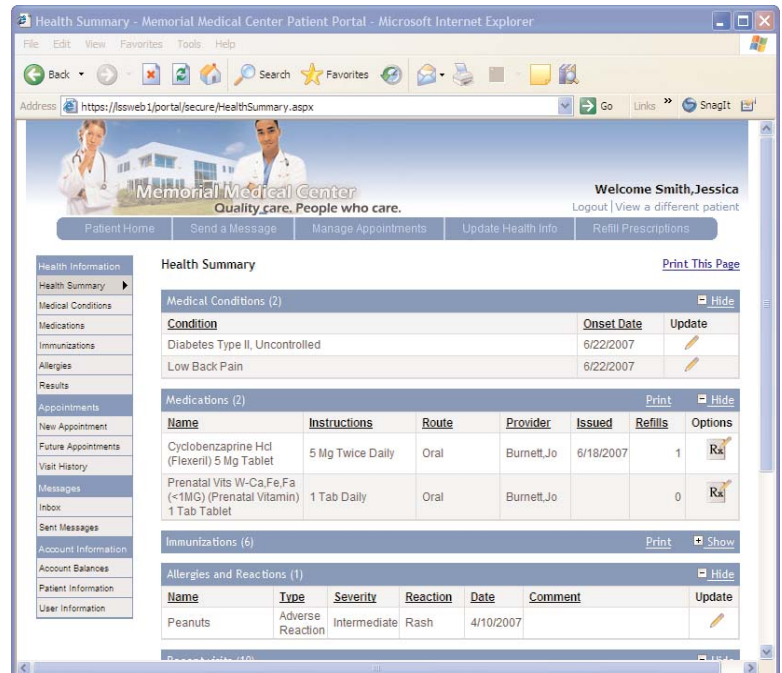 Health Summary - Memorial Medical Center Patient Portal - Microsoft Internet Explorer
File Edit View Favorites Tools Help
Back Search Favorites
Address https://lssweb1/portal/secure/HealthSummary.aspx Go Links » SnagIt
Memorial Medical Center
Quality care. People who care.
Welcome Smith,Jessica
Logout | View a different patient
Patient Home Send a Message Manage Appointments Update Health Info Refill Prescriptions
Health Information
Health Summary
Medical Conditions
Medications
Immunizations
Allergies
Results
Appointments
New Appointment
Future Appointments
Visit History
Messages
Inbox
Sent Messages
Account Information
Account Balances
Patient Information
User Information
Health Summary Print This Page
Medical Conditions (2) Hide
Condition Onset Date Update
Diabetes Type II, Uncontrolled 6/22/2007
Low Back Pain 6/22/2007
Medications (2) Print Hide
Name Instructions Route Provider Issued Refills Options
Cyclobenzaprine Hcl
(Flexeril) 5 Mg Tablet 5 Mg Twice Daily Oral Burnett,Jo 6/18/2007 1 Rx
Prenatal Vits W-Ca,Fe,Fa
(<1MG) (Prenatal Vitamin) 1 Tab Daily Oral Burnett,Jo 0 Rx
1 Tab Tablet
Immunizations (6) Print Show
Allergies and Reactions (1) Hide
Name Type Severity Reaction Date Comment Update
Peanuts Adverse Reaction Intermediate Rash 4/10/2007